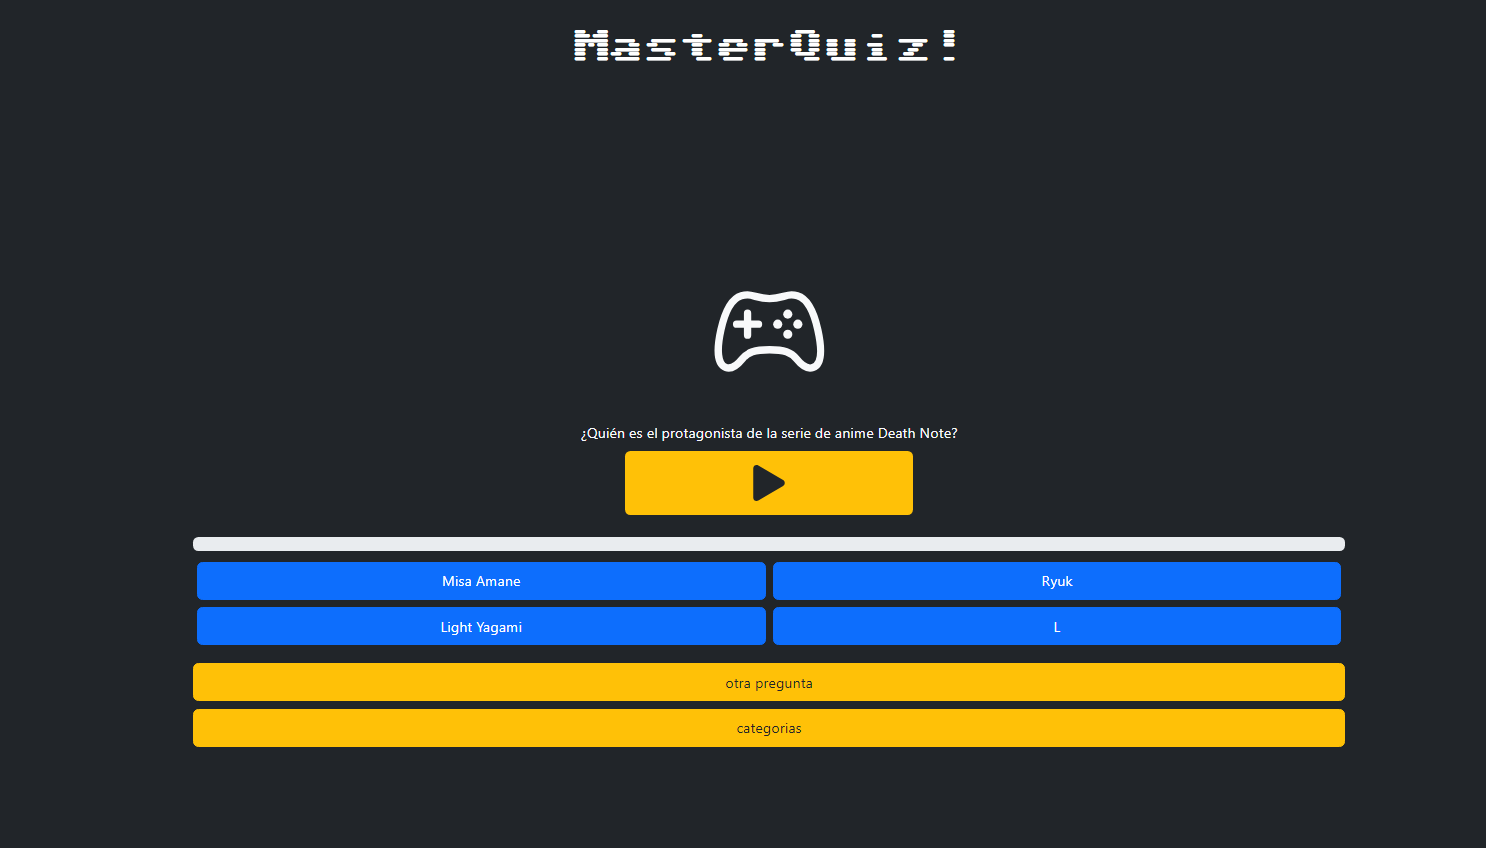 MasterQuiz!
¿Quién es el protagonista de la serie de anime Death Note?
Misa Amane
Ryuk
Light Yagami
L
otra pregunta
categorias